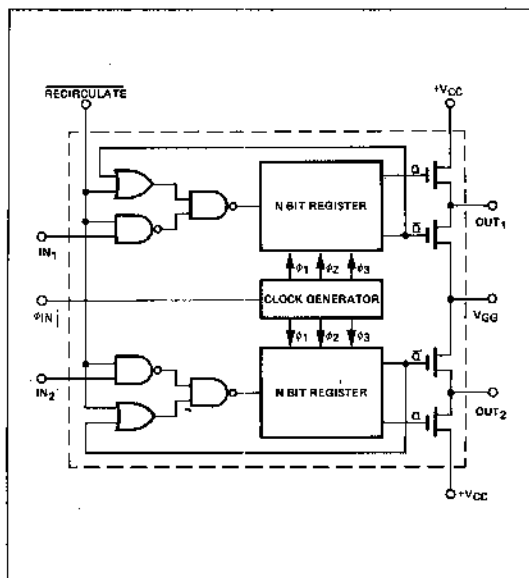 RECIRCULATE
+VCC
Q
N BIT REGISTER
OUT1
Q̅
IN1
ϕ1 ϕ2 ϕ3
ϕIN
CLOCK GENERATOR
VGG
ϕ1 ϕ2 ϕ3
Q̅
IN2
N BIT REGISTER
OUT2
Q
+VCC